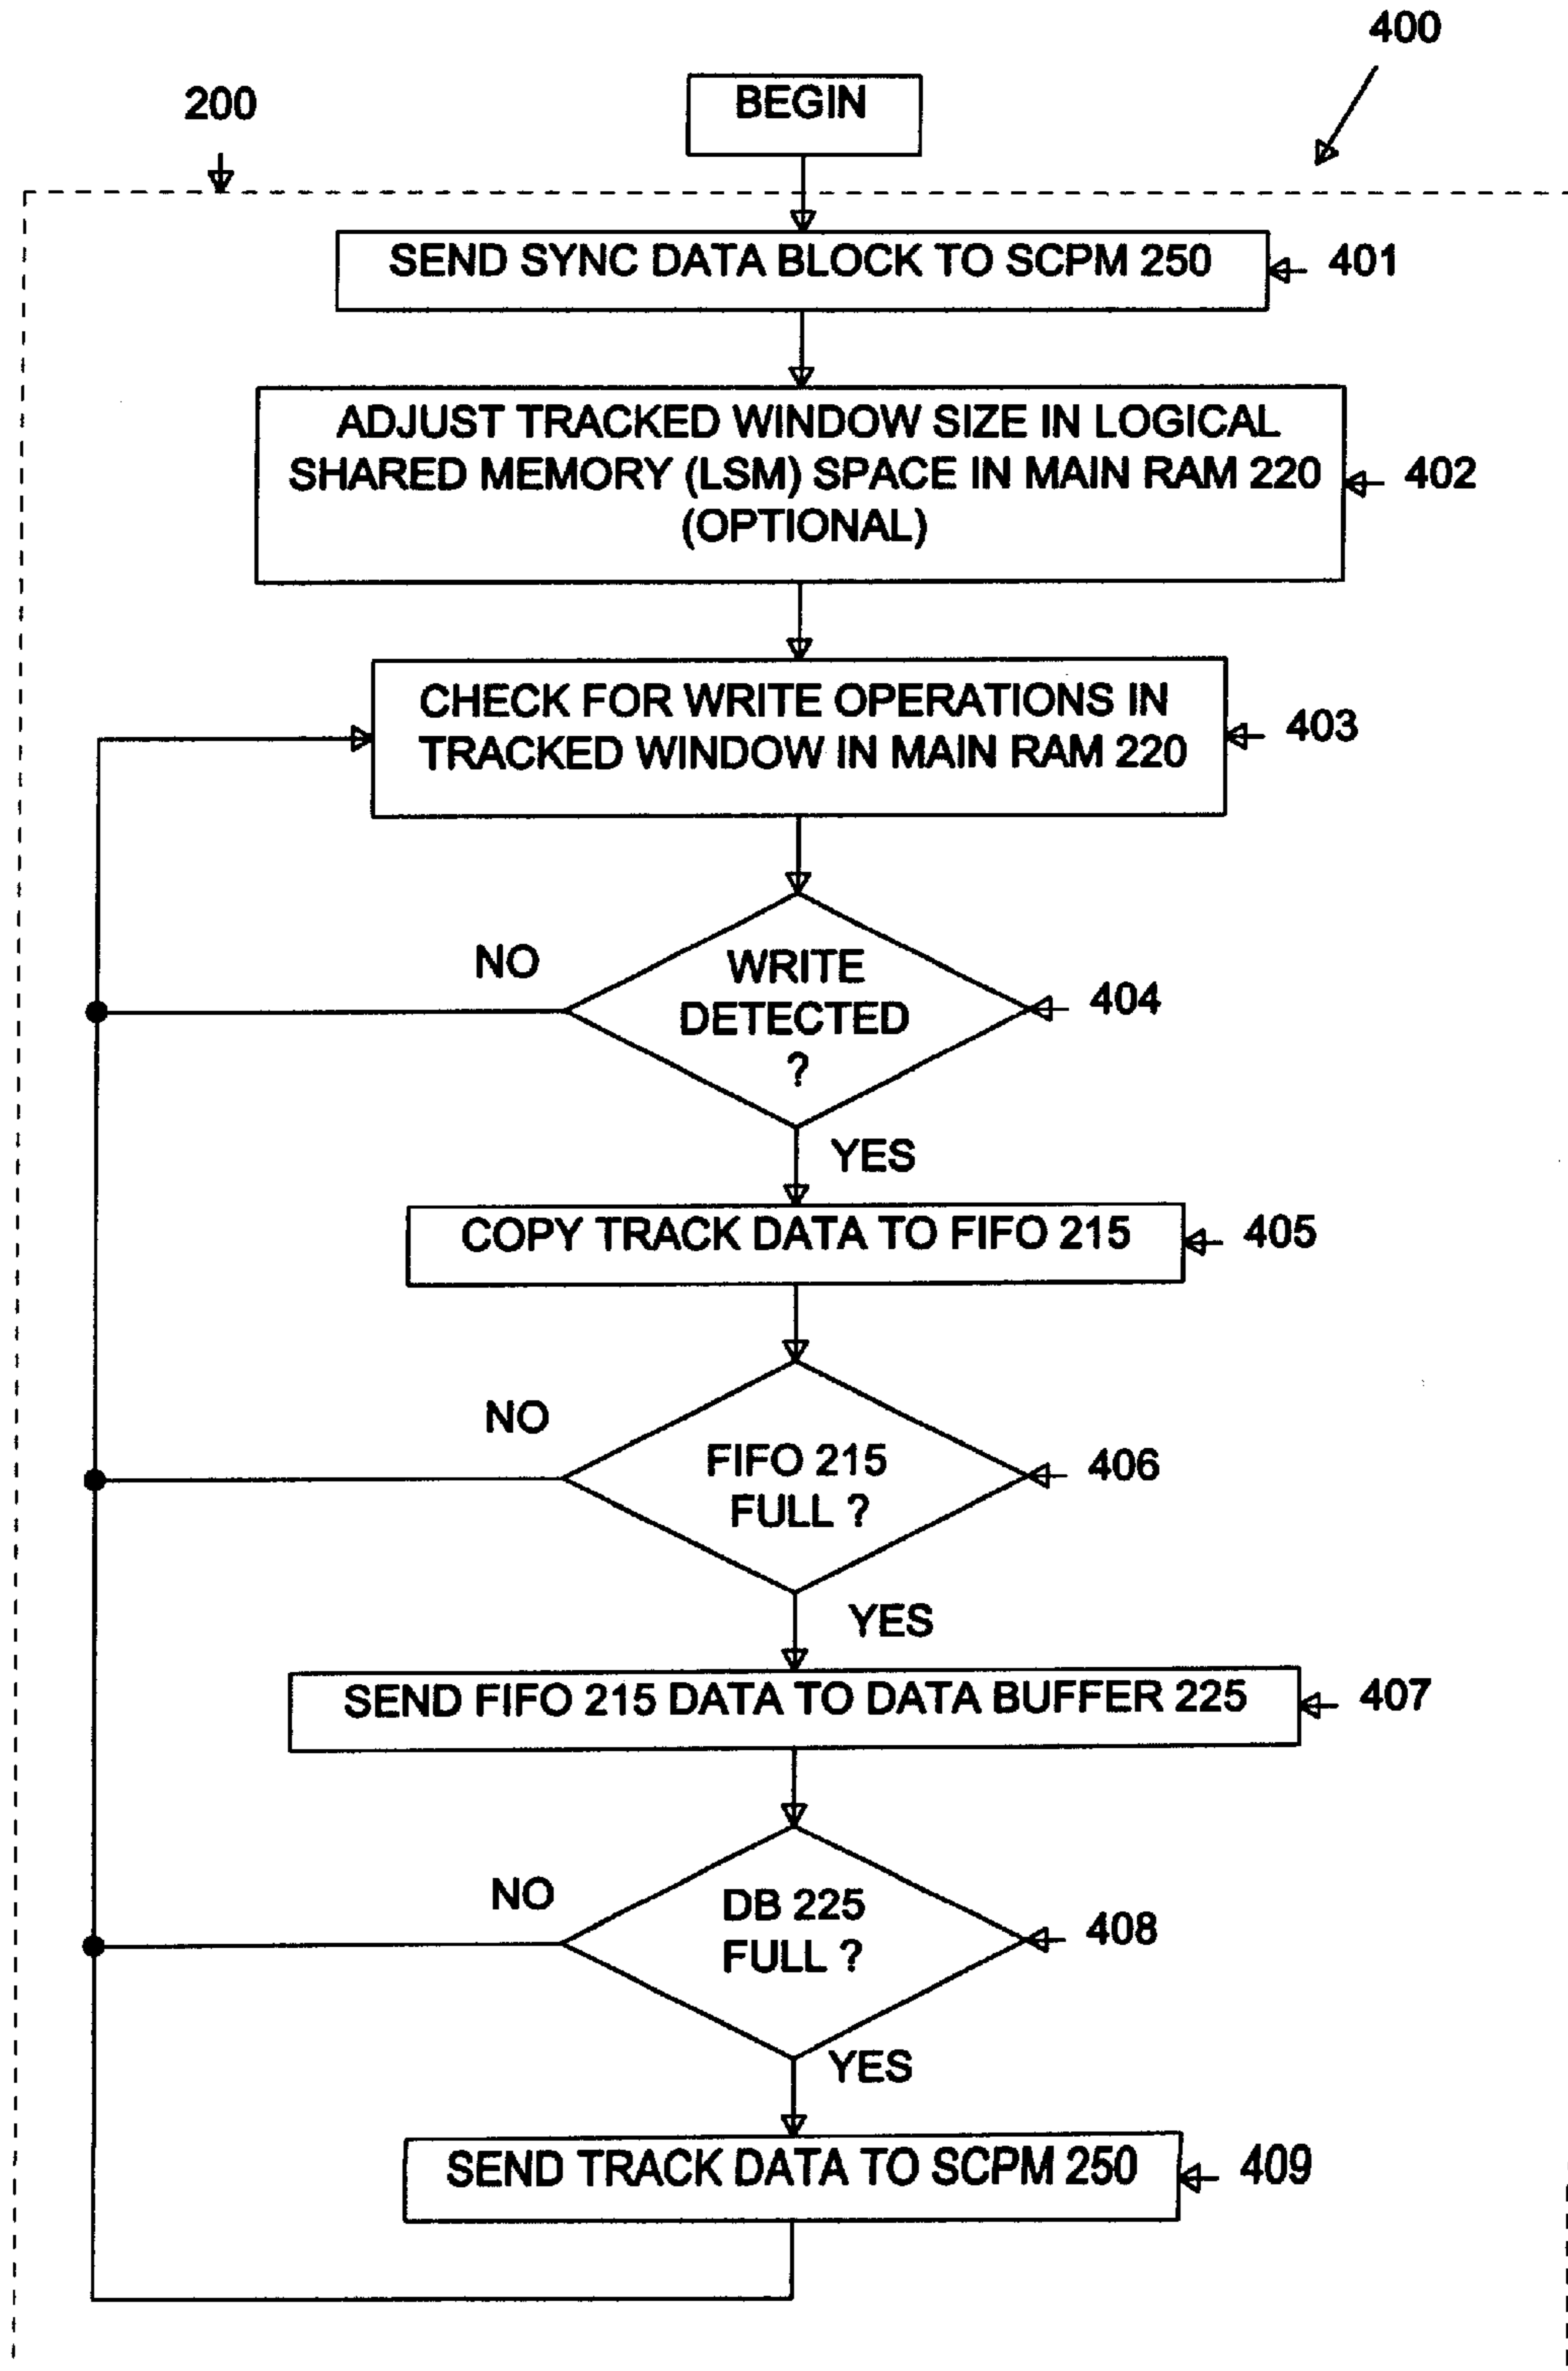 400
200
BEGIN
SEND SYNC DATA BLOCK TO SCPM 250
401
ADJUST TRACKED WINDOW SIZE IN LOGICAL
SHARED MEMORY (LSM) SPACE IN MAIN RAM 220
(OPTIONAL)
402
CHECK FOR WRITE OPERATIONS IN
TRACKED WINDOW IN MAIN RAM 220
403
NO
WRITE
DETECTED
?
404
YES
COPY TRACK DATA TO FIFO 215
405
NO
FIFO 215
FULL ?
406
YES
SEND FIFO 215 DATA TO DATA BUFFER 225
407
NO
DB 225
FULL ?
408
YES
SEND TRACK DATA TO SCPM 250
409